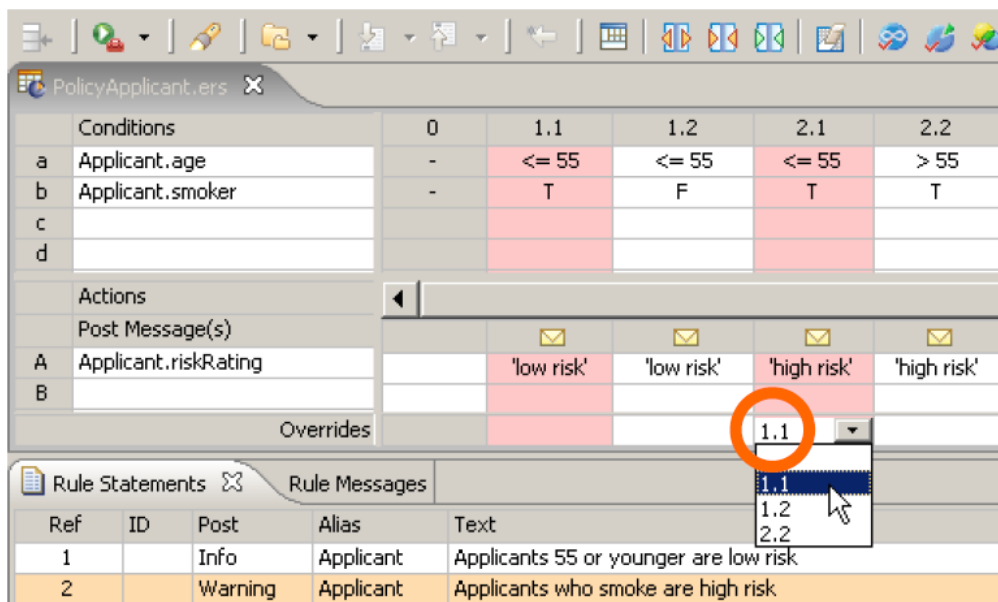 PolicyApplicant.ers
Conditions 0 1.1 1.2 2.1 2.2
a Applicant.age - <= 55 <= 55 <= 55 > 55
b Applicant.smoker - T F T T
c
d
Actions
Post Message(s)
A Applicant.riskRating 'low risk' 'low risk' 'high risk' 'high risk'
B
Overrides 1.1
1.1
1.2
2.2
Rule Statements Rule Messages
Ref ID Post Alias Text
1 Info Applicant Applicants 55 or younger are low risk
2 Warning Applicant Applicants who smoke are high risk